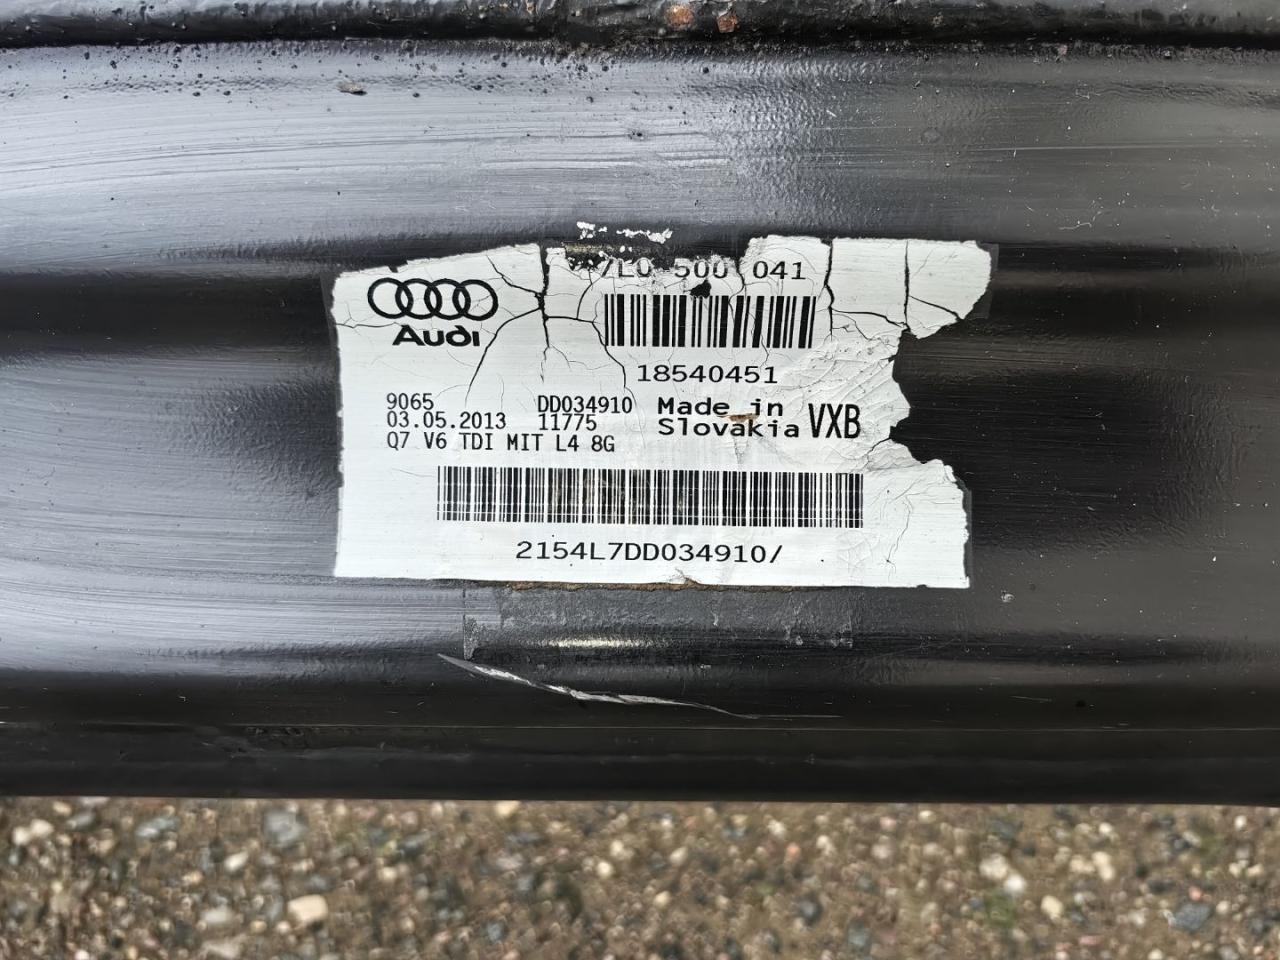 7L0 500 041
Audi
18540451
9065 DD034910
03.05.2013 11775
Q7 V6 TDI MIT L4 8G
Made in
Slovakia VXB
2154L7DD034910/